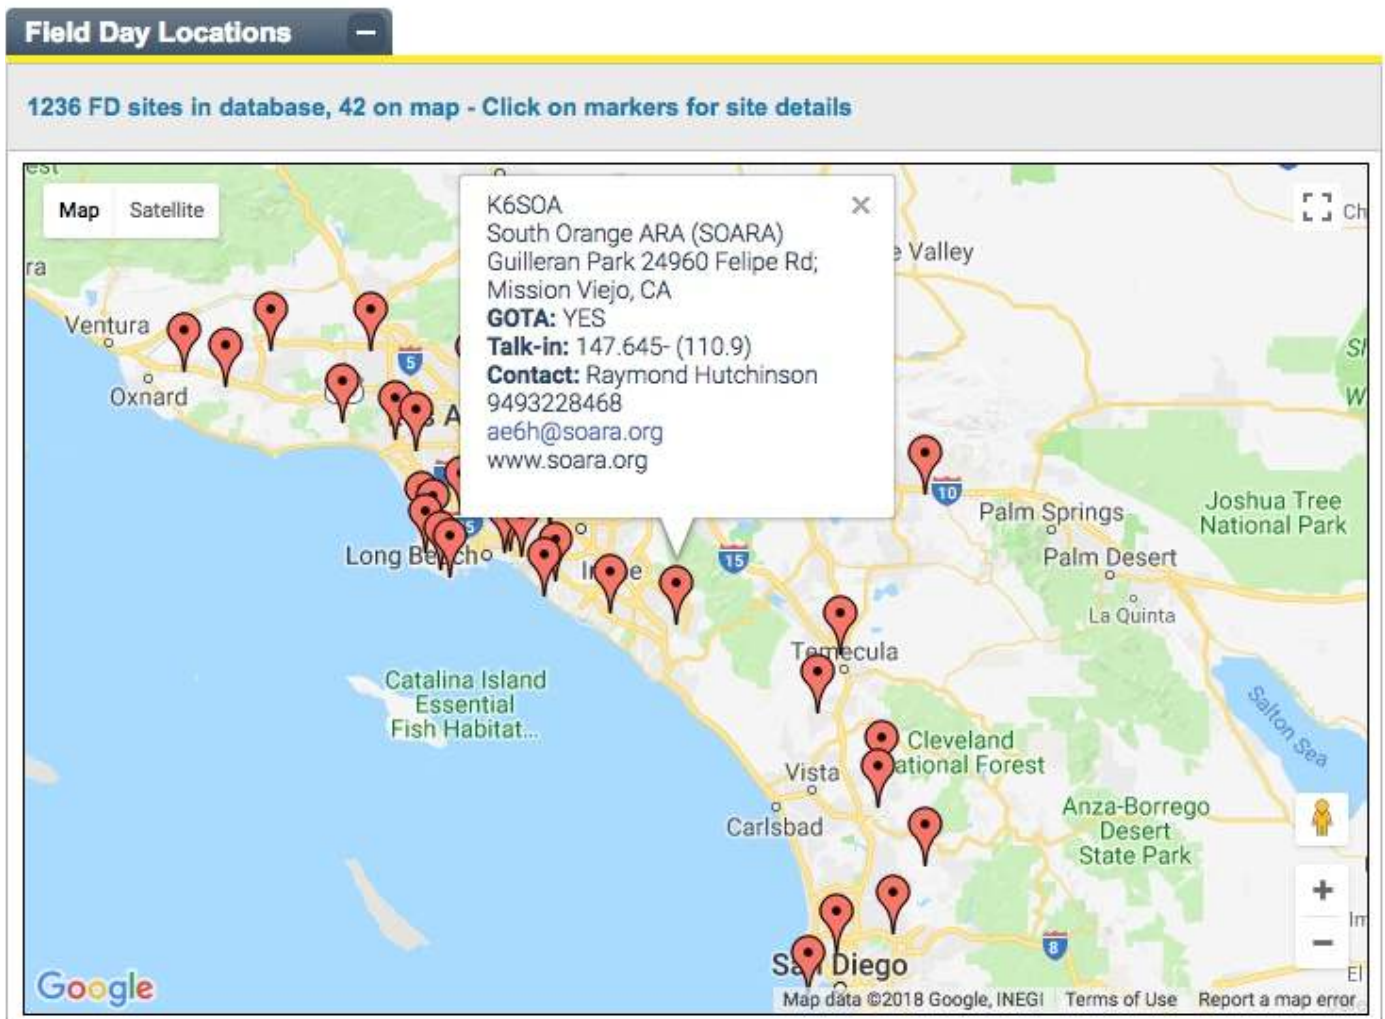 Field Day Locations
1236 FD sites in database, 42 on map - Click on markers for site details
Map Satellite
K6SOA
South Orange ARA (SOARA)
Guilleran Park 24960 Felipe Rd;
Mission Viejo, CA
GOTA: YES
Talk-in: 147.645- (110.9)
Contact: Raymond Hutchinson
9493228468
ae6h@soara.org
www.soara.org
Valley
Ventura
Oxnard
5
10
Palm Springs
Joshua Tree
National Park
Long
15
Palm Desert
La Quinta
Temecula
Catalina Island
Essential
Fish Habitat...
Salton Sea
Cleveland
Forest
Vista
Carlsbad
Anza-Borrego
Desert
State Park
8
Diego
Google
Map data ©2018 Google, INEGI Terms of Use Report a map error